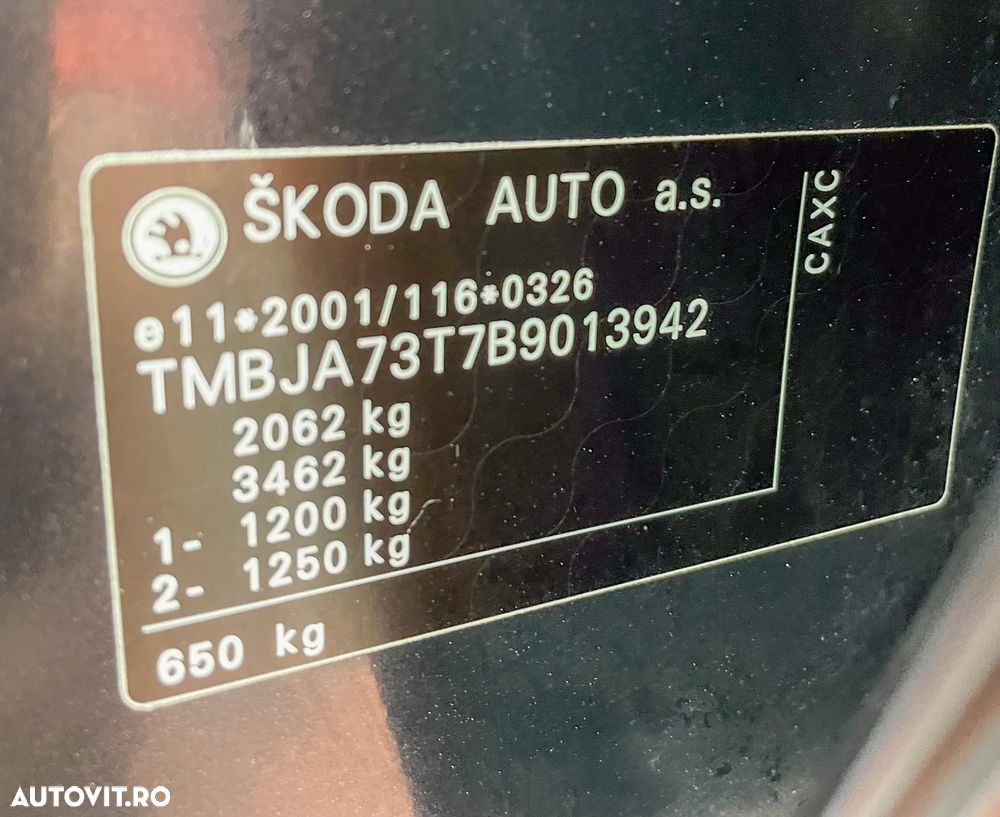 ŠKODA AUTO a.s.
e11*2001/116*0326
TMBJA73T7B9013942
2062 kg
3462 kg
1- 1200 kg
2- 1250 kg
650 kg
CAXC
AUTOVIT.RO